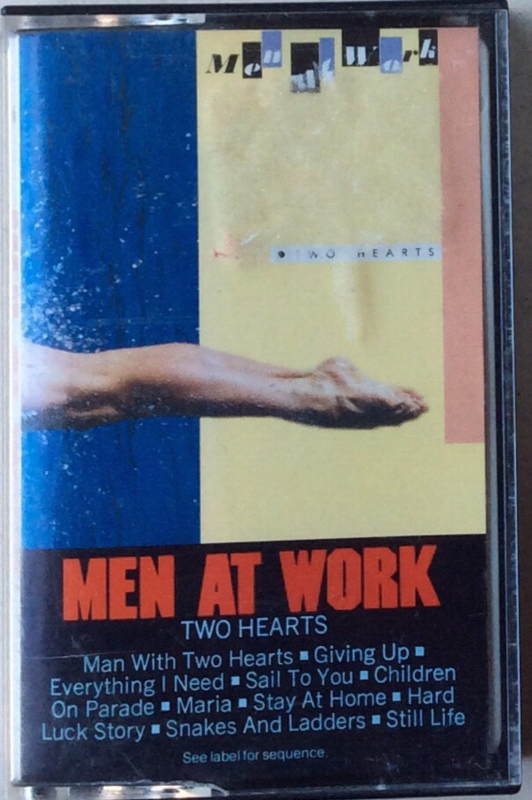 Men at Work
TWO HEARTS
MEN AT WORK
TWO HEARTS
Man With Two Hearts ▪ Giving Up ▪
Everything I Need ▪ Sail To You ▪ Children
On Parade ▪ Maria ▪ Stay At Home ▪ Hard
Luck Story ▪ Snakes And Ladders ▪ Still Life
See label for sequence.